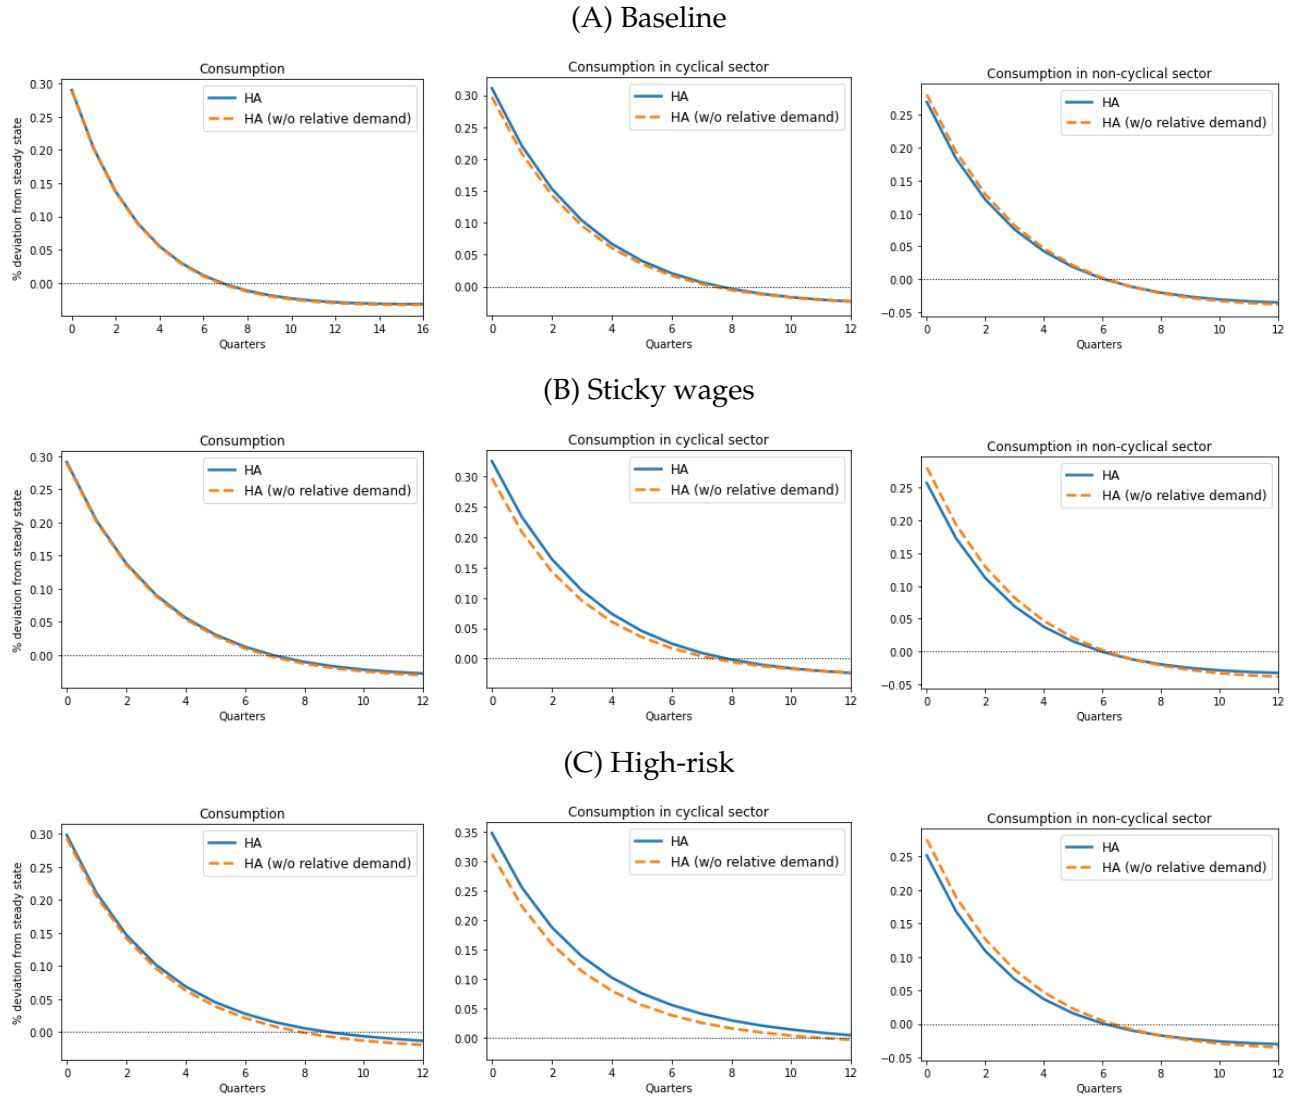 (A) Baseline
Consumption
% deviation from steady state
0.30
0.25
0.20
0.15
0.10
0.05
0.00
HA
HA (w/o relative demand)
0 2 4 6 8 10 12 14 16
Quarters
Consumption in cyclical sector
0.30
0.25
0.20
0.15
0.10
0.05
0.00
HA
HA (w/o relative demand)
0 2 4 6 8 10 12
Quarters
Consumption in non-cyclical sector
0.25
0.20
0.15
0.10
0.05
0.00
−0.05
HA
HA (w/o relative demand)
0 2 4 6 8 10 12
Quarters
(B) Sticky wages
Consumption
% deviation from steady state
0.30
0.25
0.20
0.15
0.10
0.05
0.00
HA
HA (w/o relative demand)
0 2 4 6 8 10 12
Quarters
Consumption in cyclical sector
0.30
0.25
0.20
0.15
0.10
0.05
0.00
HA
HA (w/o relative demand)
0 2 4 6 8 10 12
Quarters
Consumption in non-cyclical sector
0.25
0.20
0.15
0.10
0.05
0.00
−0.05
HA
HA (w/o relative demand)
0 2 4 6 8 10 12
Quarters
(C) High-risk
Consumption
% deviation from steady state
0.30
0.25
0.20
0.15
0.10
0.05
0.00
HA
HA (w/o relative demand)
0 2 4 6 8 10 12
Quarters
Consumption in cyclical sector
0.35
0.30
0.25
0.20
0.15
0.10
0.05
0.00
HA
HA (w/o relative demand)
0 2 4 6 8 10 12
Quarters
Consumption in non-cyclical sector
0.25
0.20
0.15
0.10
0.05
0.00
−0.05
HA
HA (w/o relative demand)
0 2 4 6 8 10 12
Quarters